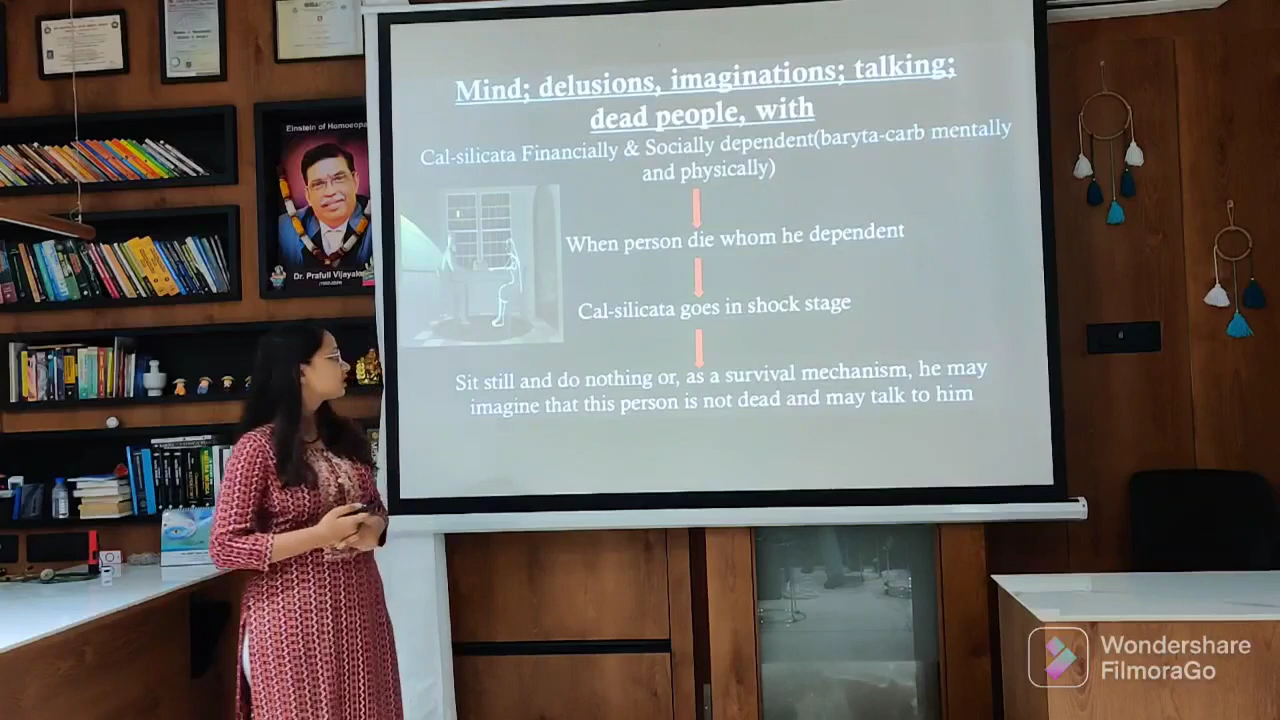 Mind; delusions, imaginations; talking;
dead people, with
Cal-silicata Financially & Socially dependent(baryta-carb mentally
and physically)
When person die whom he dependent
Cal-silicata goes in shock stage
Sit still and do nothing or, as a survival mechanism, he may
imagine that this person is not dead and may talk to him
Einstein of Homoeopa
Dr. Prafull Vijayak
Wondershare
FilmoraGo